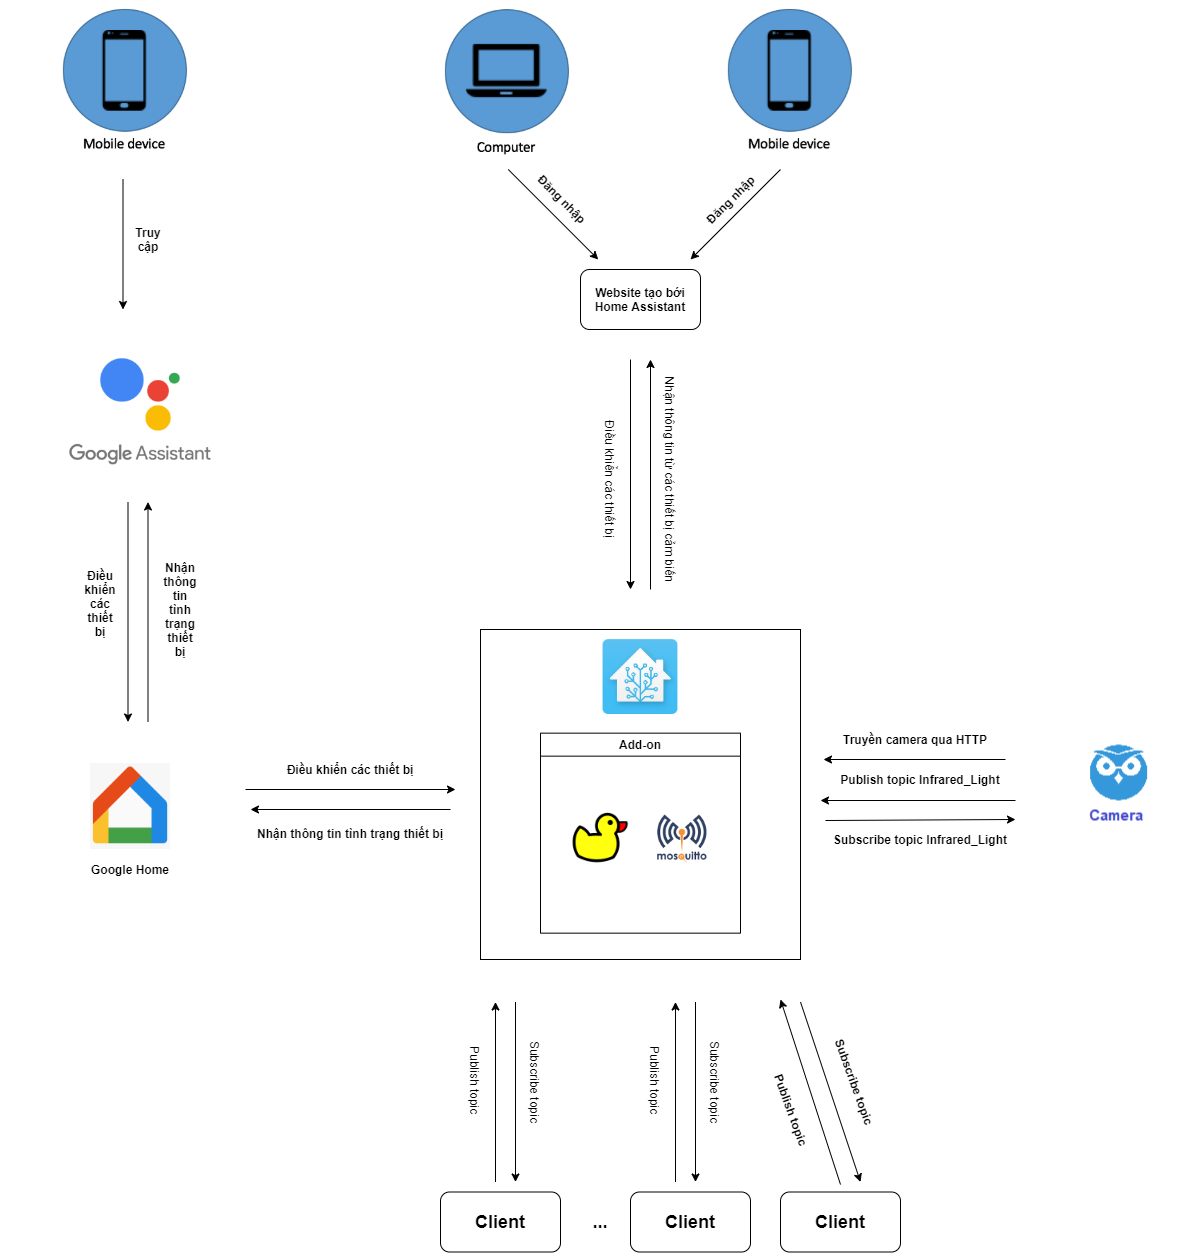 Mobile device
Computer
Mobile device
Đăng nhập
Đăng nhập
Truy
cập
Website tạo bởi
Home Assistant
Google Assistant
Điều khiển các thiết bị
Nhận thông tin từ các thiết bị cảm biến
Điều
khiển
các
thiết
bị
Nhận
thông
tin
tình
trạng
thiết
bị
Add-on
mosquitto
Điều khiển các thiết bị
Nhận thông tin tình trạng thiết bị
Google Home
Truyền camera qua HTTP
Publish topic Infrared_Light
Subscribe topic Infrared_Light
Camera
Publish topic
Subscribe topic
Publish topic
Subscribe topic
Publish topic
Subscribe topic
Client
...
Client
Client